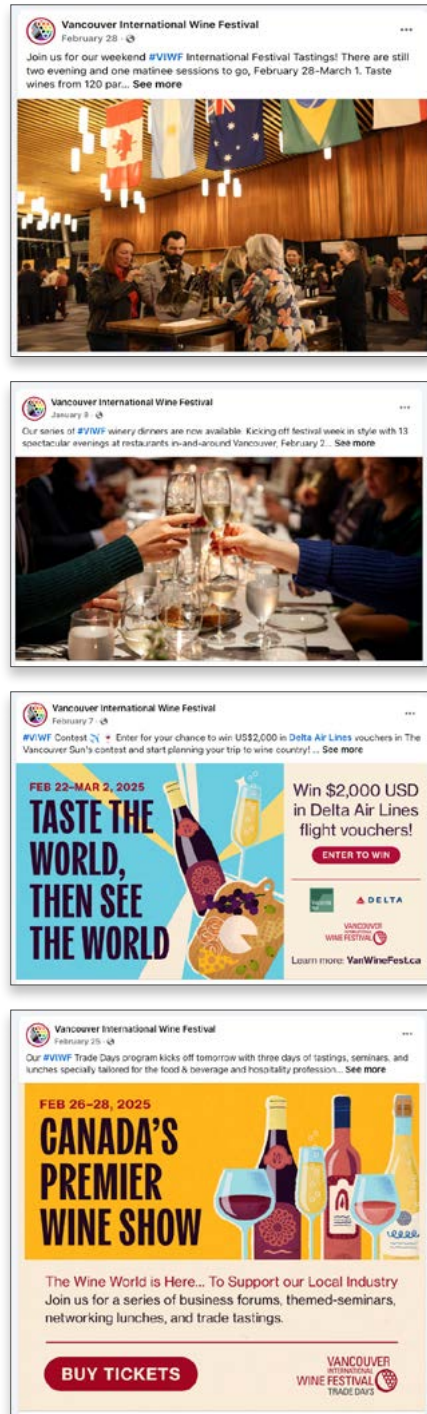 Vancouver International Wine Festival
February 28
Join us for our weekend #VIWF International Festival Tastings! There are still
two evening and one matinee sessions to go, February 28–March 1. Taste
wines from 120 par... See more
Vancouver International Wine Festival
January 8
Our series of #VIWF winery dinners are now available. Kicking off festival week in style with 13
spectacular evenings at restaurants in-and-around Vancouver, February 2... See more
Vancouver International Wine Festival
February 7
#VIWF Contest ✈️ 🍷 Enter for your chance to win US$2,000 in Delta Air Lines vouchers in The
Vancouver Sun's contest and start planning your trip to wine country! ... See more
FEB 22–MAR 2, 2025
TASTE THE
WORLD,
THEN SEE
THE WORLD
Win $2,000 USD
in Delta Air Lines
flight vouchers!
ENTER TO WIN
DELTA
VANCOUVER
INTERNATIONAL
WINE FESTIVAL
Learn more: VanWineFest.ca
Vancouver International Wine Festival
February 25
Our #VIWF Trade Days program kicks off tomorrow with three days of tastings, seminars, and
lunches specially tailored for the food & beverage and hospitality profession... See more
FEB 26–28, 2025
CANADA'S
PREMIER
WINE SHOW
The Wine World is Here... To Support our Local Industry
Join us for a series of business forums, themed-seminars,
networking lunches, and trade tastings.
BUY TICKETS
VANCOUVER
INTERNATIONAL
WINE FESTIVAL
TRADE DAYS